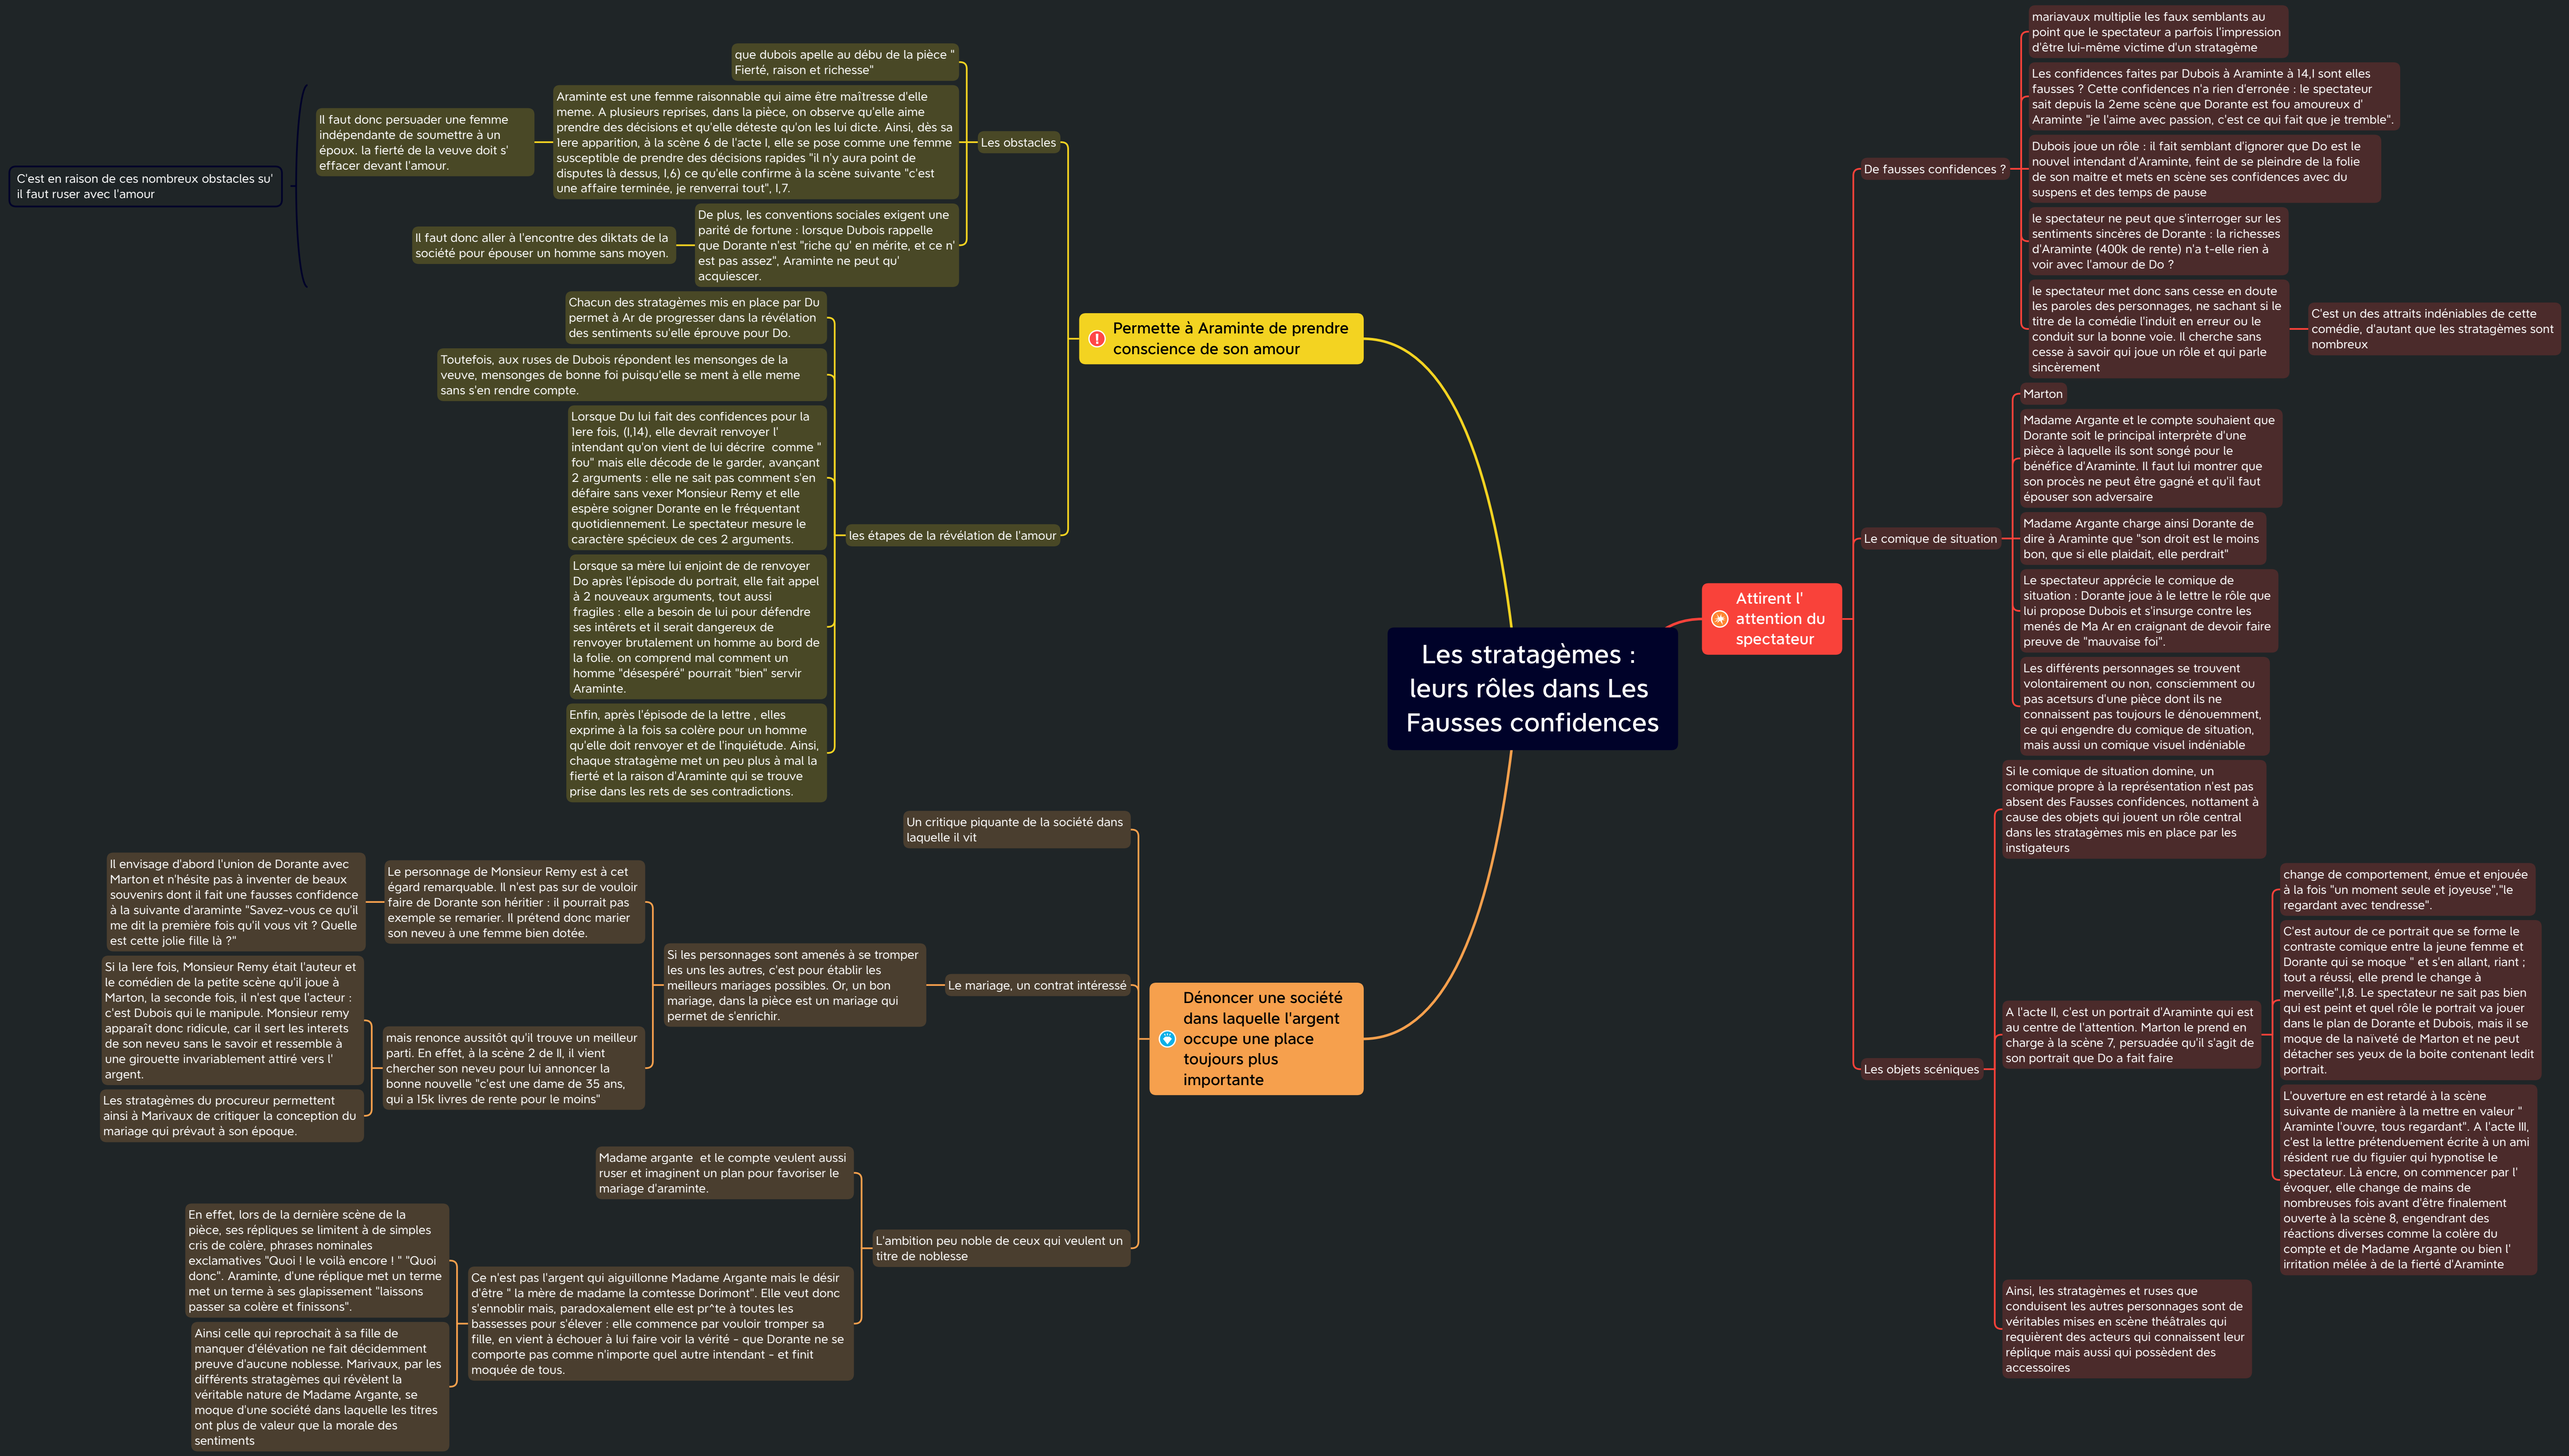 Les stratagèmes :
leurs rôles dans Les
Fausses confidences
Attirent l'
attention du
spectateur
De fausses confidences ?
mariavaux multiplie les faux semblants au
point que le spectateur a parfois l'impression
d'être lui-même victime d'un stratagème
Les confidences faites par Dubois à Araminte à 14,I sont elles
fausses ? Cette confidences n'a rien d'erronée : le spectateur
sait depuis la 2eme scène que Dorante est fou amoureux d'
Araminte "je l'aime avec passion, c'est ce qui fait que je tremble".
Dubois joue un rôle : il fait semblant d'ignorer que Do est le
nouvel intendant d'Araminte, feint de se pleindre de la folie
de son maitre et mets en scène ses confidences avec du
suspens et des temps de pause
le spectateur ne peut que s'interroger sur les
sentiments sincères de Dorante : la richesses
d'Araminte (400k de rente) n'a t-elle rien à
voir avec l'amour de Do ?
le spectateur met donc sans cesse en doute
les paroles des personnages, ne sachant si le
titre de la comédie l'induit en erreur ou le
conduit sur la bonne voie. Il cherche sans
cesse à savoir qui joue un rôle et qui parle
sincèrement
C'est un des attraits indéniables de cette
comédie, d'autant que les stratagèmes sont
nombreux
Le comique de situation
Marton
Madame Argante et le compte souhaient que
Dorante soit le principal interprète d'une
pièce à laquelle ils sont songé pour le
bénéfice d'Araminte. Il faut lui montrer que
son procès ne peut être gagné et qu'il faut
épouser son adversaire
Madame Argante charge ainsi Dorante de
dire à Araminte que "son droit est le moins
bon, que si elle plaidait, elle perdrait"
Le spectateur apprécie le comique de
situation : Dorante joue à le lettre le rôle que
lui propose Dubois et s'insurge contre les
menés de Ma Ar en craignant de devoir faire
preuve de "mauvaise foi".
Les différents personnages se trouvent
volontairement ou non, consciemment ou
pas acetsurs d'une pièce dont ils ne
connaissent pas toujours le dénouemment,
ce qui engendre du comique de situation,
mais aussi un comique visuel indéniable
Les objets scéniques
Si le comique de situation domine, un
comique propre à la représentation n'est pas
absent des Fausses confidences, nottament à
cause des objets qui jouent un rôle central
dans les stratagèmes mis en place par les
instigateurs
A l'acte II, c'est un portrait d'Araminte qui est
au centre de l'attention. Marton le prend en
charge à la scène 7, persuadée qu'il s'agit de
son portrait que Do a fait faire
change de comportement, émue et enjouée
à la fois "un moment seule et joyeuse","le
regardant avec tendresse".
C'est autour de ce portrait que se forme le
contraste comique entre la jeune femme et
Dorante qui se moque " et s'en allant, riant ;
tout a réussi, elle prend le change à
merveille",I,8. Le spectateur ne sait pas bien
qui est peint et quel rôle le portrait va jouer
dans le plan de Dorante et Dubois, mais il se
moque de la naïveté de Marton et ne peut
détacher ses yeux de la boite contenant ledit
portrait.
L'ouverture en est retardé à la scène
suivante de manière à la mettre en valeur "
Araminte l'ouvre, tous regardant". A l'acte III,
c'est la lettre prétenduement écrite à un ami
résident rue du figuier qui hypnotise le
spectateur. Là encre, on commencer par l'
évoquer, elle change de mains de
nombreuses fois avant d'être finalement
ouverte à la scène 8, engendrant des
réactions diverses comme la colère du
compte et de Madame Argante ou bien l'
irritation mélée à de la fierté d'Araminte
Ainsi, les stratagèmes et ruses que
conduisent les autres personnages sont de
véritables mises en scène théâtrales qui
requièrent des acteurs qui connaissent leur
réplique mais aussi qui possèdent des
accessoires
Permette à Araminte de prendre
conscience de son amour
Les obstacles
que dubois apelle au débu de la pièce "
Fierté, raison et richesse"
Araminte est une femme raisonnable qui aime être maîtresse d'elle
meme. A plusieurs reprises, dans la pièce, on observe qu'elle aime
prendre des décisions et qu'elle déteste qu'on les lui dicte. Ainsi, dès sa
1ere apparition, à la scène 6 de l'acte I, elle se pose comme une femme
susceptible de prendre des décisions rapides "il n'y aura point de
disputes là dessus, I,6) ce qu'elle confirme à la scène suivante "c'est
une affaire terminée, je renverrai tout", I,7.
Il faut donc persuader une femme
indépendante de soumettre à un
époux. la fierté de la veuve doit s'
effacer devant l'amour.
De plus, les conventions sociales exigent une
parité de fortune : lorsque Dubois rappelle
que Dorante n'est "riche qu' en mérite, et ce n'
est pas assez", Araminte ne peut qu'
acquiescer.
Il faut donc aller à l'encontre des diktats de la
société pour épouser un homme sans moyen.
C'est en raison de ces nombreux obstacles su'
il faut ruser avec l'amour
les étapes de la révélation de l'amour
Chacun des stratagèmes mis en place par Du
permet à Ar de progresser dans la révélation
des sentiments su'elle éprouve pour Do.
Toutefois, aux ruses de Dubois répondent les mensonges de la
veuve, mensonges de bonne foi puisqu'elle se ment à elle meme
sans s'en rendre compte.
Lorsque Du lui fait des confidences pour la
1ere fois, (I,14), elle devrait renvoyer l'
intendant qu'on vient de lui décrire  comme "
fou" mais elle décode de le garder, avançant
2 arguments : elle ne sait pas comment s'en
défaire sans vexer Monsieur Remy et elle
espère soigner Dorante en le fréquentant
quotidiennement. Le spectateur mesure le
caractère spécieux de ces 2 arguments.
Lorsque sa mère lui enjoint de de renvoyer
Do après l'épisode du portrait, elle fait appel
à 2 nouveaux arguments, tout aussi
fragiles : elle a besoin de lui pour défendre
ses intêrets et il serait dangereux de
renvoyer brutalement un homme au bord de
la folie. on comprend mal comment un
homme "désespéré" pourrait "bien" servir
Araminte.
Enfin, après l'épisode de la lettre , elles
exprime à la fois sa colère pour un homme
qu'elle doit renvoyer et de l'inquiétude. Ainsi,
chaque stratagème met un peu plus à mal la
fierté et la raison d'Araminte qui se trouve
prise dans les rets de ses contradictions.
Dénoncer une société
dans laquelle l'argent
occupe une place
toujours plus
importante
Un critique piquante de la société dans
laquelle il vit
Le mariage, un contrat intéressé
Si les personnages sont amenés à se tromper
les uns les autres, c'est pour établir les
meilleurs mariages possibles. Or, un bon
mariage, dans la pièce est un mariage qui
permet de s'enrichir.
Le personnage de Monsieur Remy est à cet
égard remarquable. Il n'est pas sur de vouloir
faire de Dorante son héritier : il pourrait pas
exemple se remarier. Il prétend donc marier
son neveu à une femme bien dotée.
Il envisage d'abord l'union de Dorante avec
Marton et n'hésite pas à inventer de beaux
souvenirs dont il fait une fausses confidence
à la suivante d'araminte "Savez-vous ce qu'il
me dit la première fois qu'il vous vit ? Quelle
est cette jolie fille là ?"
mais renonce aussitôt qu'il trouve un meilleur
parti. En effet, à la scène 2 de II, il vient
chercher son neveu pour lui annoncer la
bonne nouvelle "c'est une dame de 35 ans,
qui a 15k livres de rente pour le moins"
Si la 1ere fois, Monsieur Remy était l'auteur et
le comédien de la petite scène qu'il joue à
Marton, la seconde fois, il n'est que l'acteur :
c'est Dubois qui le manipule. Monsieur remy
apparaît donc ridicule, car il sert les interets
de son neveu sans le savoir et ressemble à
une girouette invariablement attiré vers l'
argent.
Les stratagèmes du procureur permettent
ainsi à Marivaux de critiquer la conception du
mariage qui prévaut à son époque.
L'ambition peu noble de ceux qui veulent un
titre de noblesse
Madame argante  et le compte veulent aussi
ruser et imaginent un plan pour favoriser le
mariage d'araminte.
Ce n'est pas l'argent qui aiguillonne Madame Argante mais le désir
d'être " la mère de madame la comtesse Dorimont". Elle veut donc
s'ennoblir mais, paradoxalement elle est pr^te à toutes les
bassesses pour s'élever : elle commence par vouloir tromper sa
fille, en vient à échouer à lui faire voir la vérité - que Dorante ne se
comporte pas comme n'importe quel autre intendant - et finit
moquée de tous.
En effet, lors de la dernière scène de la
pièce, ses répliques se limitent à de simples
cris de colère, phrases nominales
exclamatives "Quoi ! le voilà encore ! " "Quoi
donc". Araminte, d'une réplique met un terme
met un terme à ses glapissement "laissons
passer sa colère et finissons".
Ainsi celle qui reprochait à sa fille de
manquer d'élévation ne fait décidemment
preuve d'aucune noblesse. Marivaux, par les
différents stratagèmes qui révèlent la
véritable nature de Madame Argante, se
moque d'une société dans laquelle les titres
ont plus de valeur que la morale des
sentiments